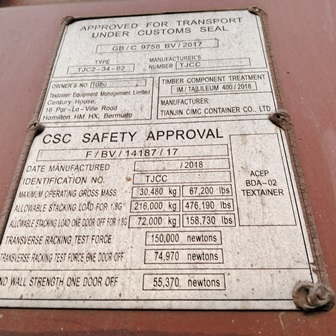 APPROVED FOR TRANSPORT
UNDER CUSTOMS SEAL
GB/C 9758 BV/2017
TYPE
TJC2-34-02
MANUFACTURER'S
NUMBER TJCC
OWNER'S NO.
Textainer Equipment Management Limited
Century House,
16 Par-La-Ville Road
Hamilton HM HX, Bermuda
TIMBER COMPONENT TREATMENT
IM/TAILEUM 400/2016
MANUFACTURER:
TIANJIN CIMC CONTAINER CO., LTD
CSC SAFETY APPROVAL
F/BV/14187/17
DATE MANUFACTURED /2018
IDENTIFICATION NO. TJCC
MAXIMUM OPERATING GROSS MASS 30,480 kg 67,200 lbs
ALLOWABLE STACKING LOAD FOR 1.8G 216,000 kg 476,190 lbs
ALLOWABLE STACKING LOAD ONE DOOR OFF FOR 1.8G 72,000 kg 158,730 lbs
TRANSVERSE RACKING TEST FORCE 150,000 newtons
TRANSVERSE RACKING TEST FORCE ONE DOOR OFF 74,970 newtons
END WALL STRENGTH ONE DOOR OFF 55,370 newtons
ACEP
BDA-02
TEXTAINER